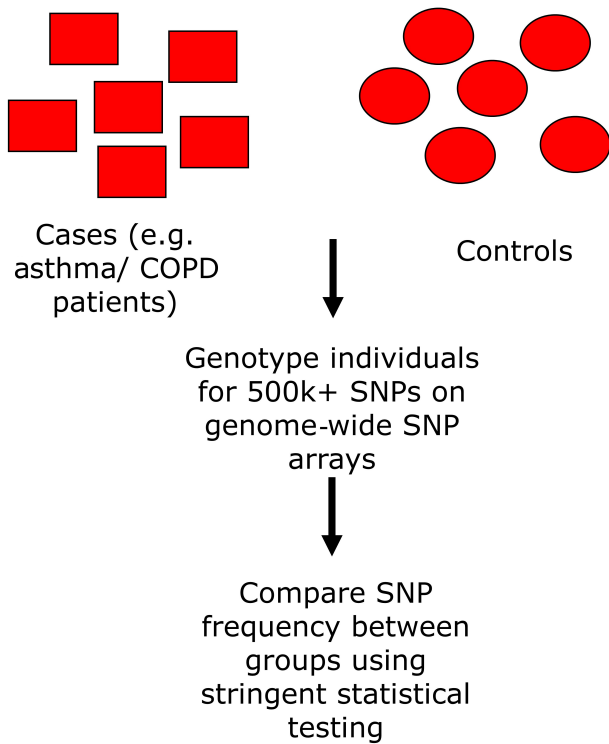 Cases (e.g.
asthma/ COPD
patients)
Controls
Genotype individuals
for 500k+ SNPs on
genome-wide SNP
arrays
Compare SNP
frequency between
groups using
stringent statistical
testing